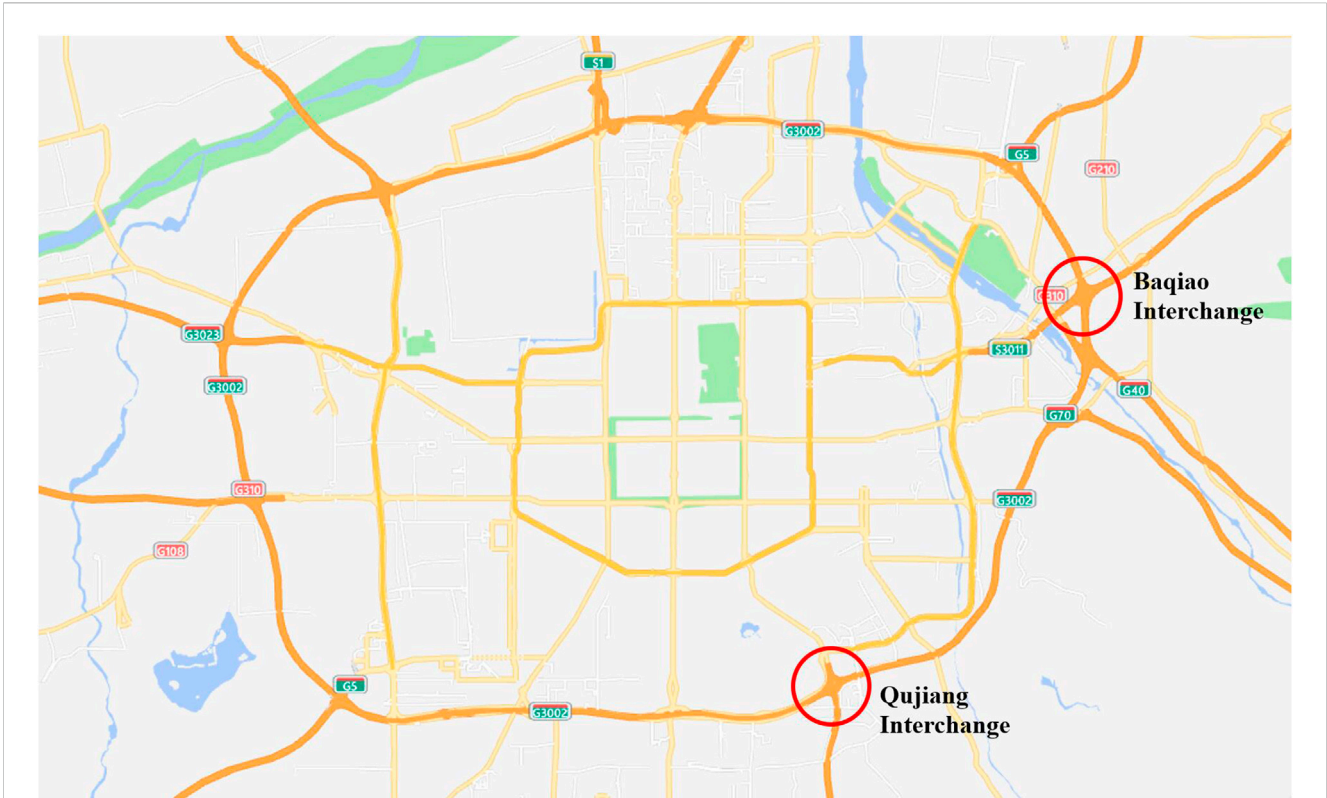 S1
G3002
G5
G210
Baqiao
Interchange
G310
G3023
S3011
G3002
G40
G70
G310
G3002
G108
G5
G3002
Qujiang
Interchange